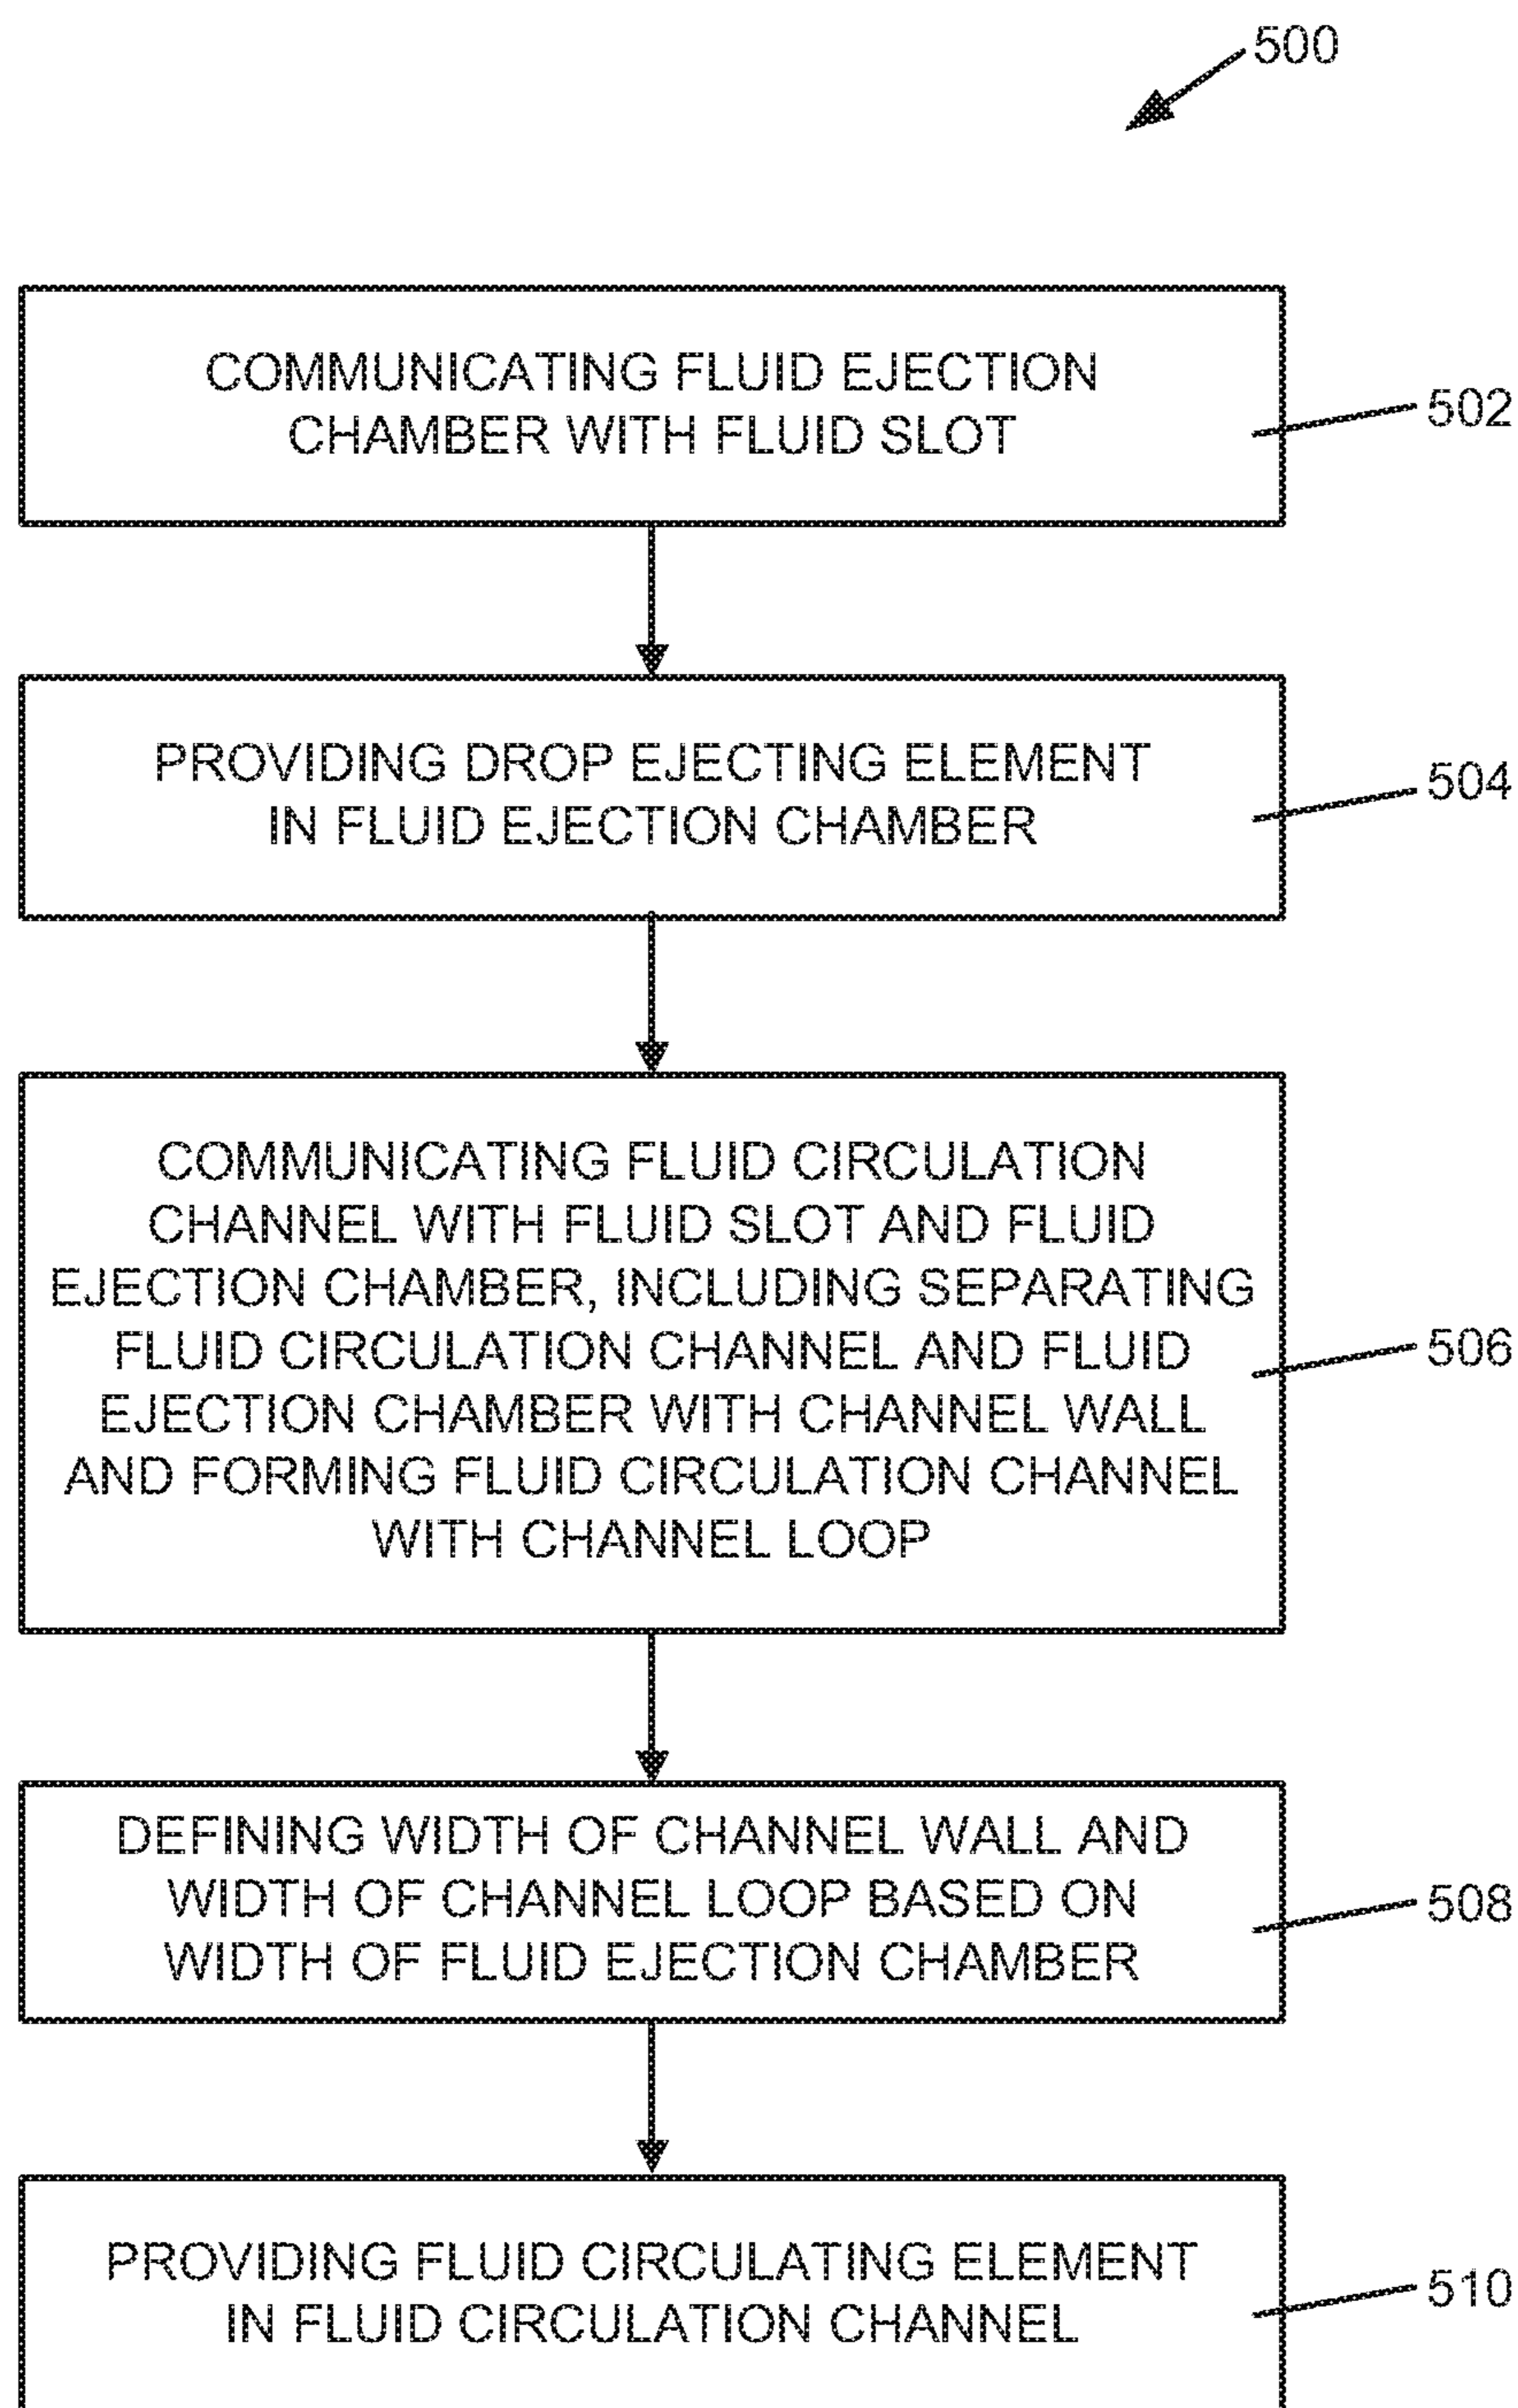 500
COMMUNICATING FLUID EJECTION
CHAMBER WITH FLUID SLOT
502
PROVIDING DROP EJECTING ELEMENT
IN FLUID EJECTION CHAMBER
504
COMMUNICATING FLUID CIRCULATION
CHANNEL WITH FLUID SLOT AND FLUID
EJECTION CHAMBER, INCLUDING SEPARATING
FLUID CIRCULATION CHANNEL AND FLUID
EJECTION CHAMBER WITH CHANNEL WALL
AND FORMING FLUID CIRCULATION CHANNEL
WITH CHANNEL LOOP
506
DEFINING WIDTH OF CHANNEL WALL AND
WIDTH OF CHANNEL LOOP BASED ON
WIDTH OF FLUID EJECTION CHAMBER
508
PROVIDING FLUID CIRCULATING ELEMENT
IN FLUID CIRCULATION CHANNEL
510